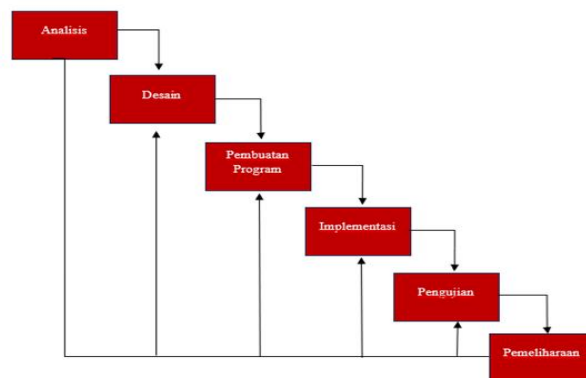 Analisis
Desain
Pembuatan
Program
Implementasi
Pengujian
Pemeliharaan